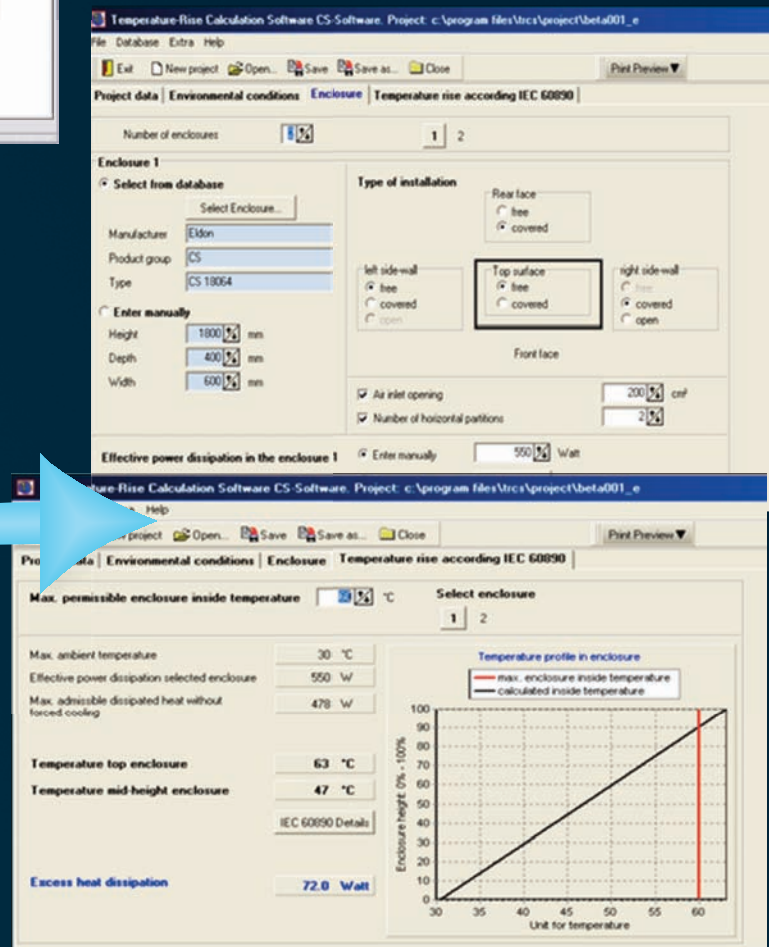 Temperature-Rise Calculation Software CS-Software. Project: c:\program files\trcs\project\beta001_e
File Database Extra Help
Exit New project Open... Save Save as... Close Print Preview
Project data Environmental conditions Enclosure Temperature rise according IEC 60890
Number of enclosures 1 2
Enclosure 1
Select from database
Select Enclosure...
Manufacturer Eldon
Product group CS
Type CS 18064
Enter manually
Height 1800 mm
Depth 400 mm
Width 600 mm
Type of installation
Rear face
free
covered
left side-wall
free
covered
open
Top surface
free
covered
right side-wall
free
covered
open
Front face
Air inlet opening 200 cm²
Number of horizontal partitions 2
Effective power dissipation in the enclosure 1 Enter manually 550 Watt
ture-Rise Calculation Software CS-Software. Project: c:\program files\trcs\project\beta001_e
Help
project Open... Save Save as... Close Print Preview
Environmental conditions Enclosure Temperature rise according IEC 60890
Max. permissible enclosure inside temperature °C
Select enclosure
1 2
Max. ambient temperature 30 °C
Effective power dissipation selected enclosure 550 W
Max. admissible dissipated heat without
forced cooling 478 W
Temperature top enclosure 63 °C
Temperature mid-height enclosure 47 °C
IEC 60890 Details
Excess heat dissipation 72.0 Watt
Temperature profile in enclosure
max. enclosure inside temperature
calculated inside temperature
Enclosure height: 0% - 100%
100
90
80
70
60
50
40
30
20
10
0
30 35 40 45 50 55 60
Unit for temperature